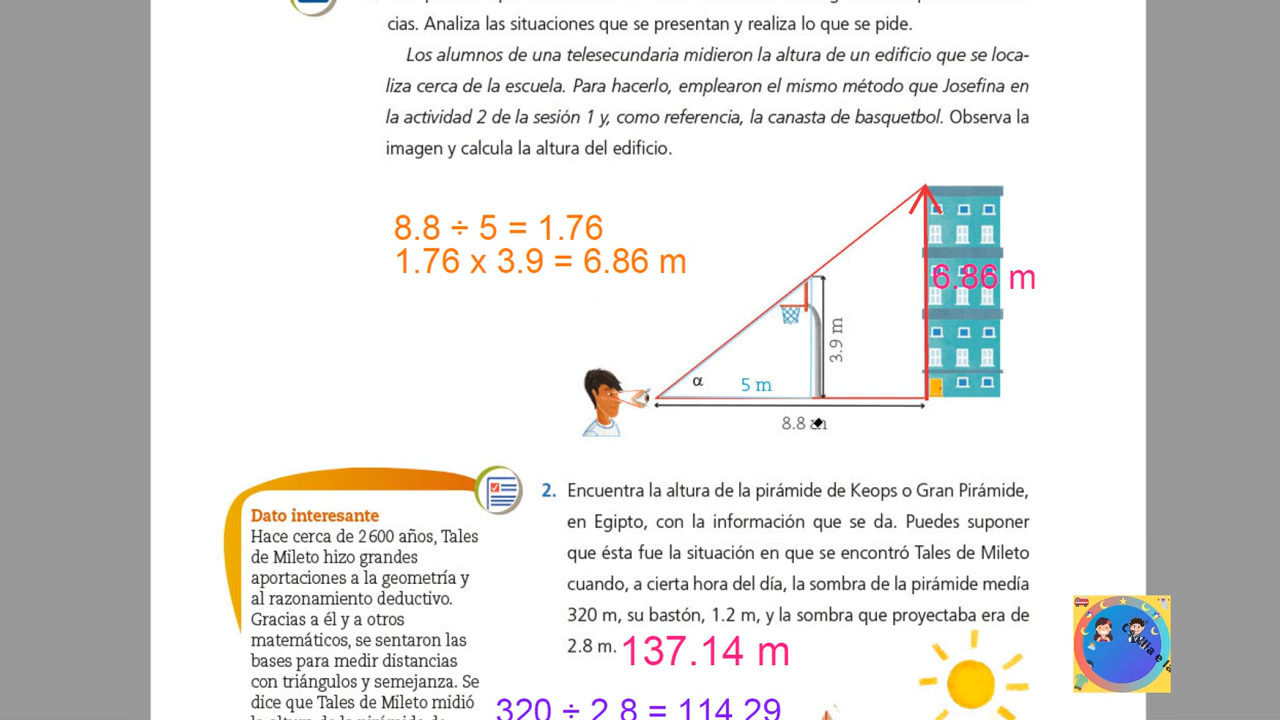 cias. Analiza las situaciones que se presentan y realiza lo que se pide.
Los alumnos de una telesecundaria midieron la altura de un edificio que se loca-
liza cerca de la escuela. Para hacerlo, emplearon el mismo método que Josefina en
la actividad 2 de la sesión 1 y, como referencia, la canasta de basquetbol. Observa la
imagen y calcula la altura del edificio.
8.8 ÷ 5 = 1.76
1.76 x 3.9 = 6.86 m
6.86 m
3.9 m
α
5 m
8.8
2. Encuentra la altura de la pirámide de Keops o Gran Pirámide,
en Egipto, con la información que se da. Puedes suponer
que ésta fue la situación en que se encontró Tales de Mileto
cuando, a cierta hora del día, la sombra de la pirámide medía
320 m, su bastón, 1.2 m, y la sombra que proyectaba era de
2.8 m.
137.14 m
320 ÷ 2.8 = 114.29
Dato interesante
Hace cerca de 2600 años, Tales
de Mileto hizo grandes
aportaciones a la geometría y
al razonamiento deductivo.
Gracias a él y a otros
matemáticos, se sentaron las
bases para medir distancias
con triángulos y semejanza. Se
dice que Tales de Mileto midió